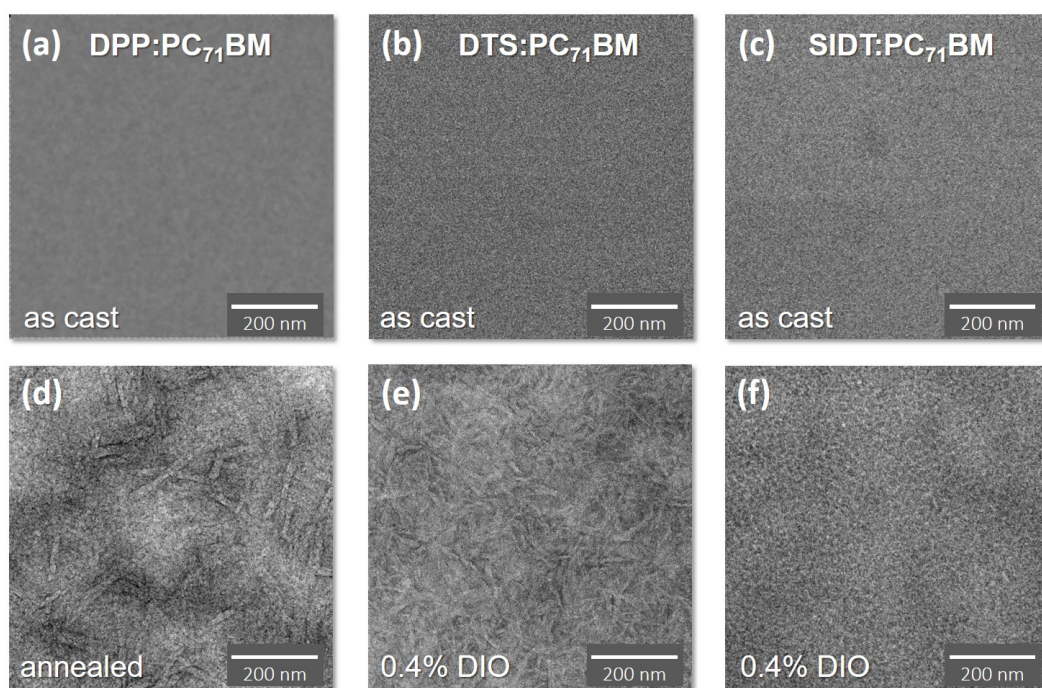 (a) DPP:PC₇₁BM
(b) DTS:PC₇₁BM
(c) SIDT:PC₇₁BM
as cast
200 nm
as cast
200 nm
as cast
200 nm
(d)
(e)
(f)
annealed
200 nm
0.4% DIO
200 nm
0.4% DIO
200 nm